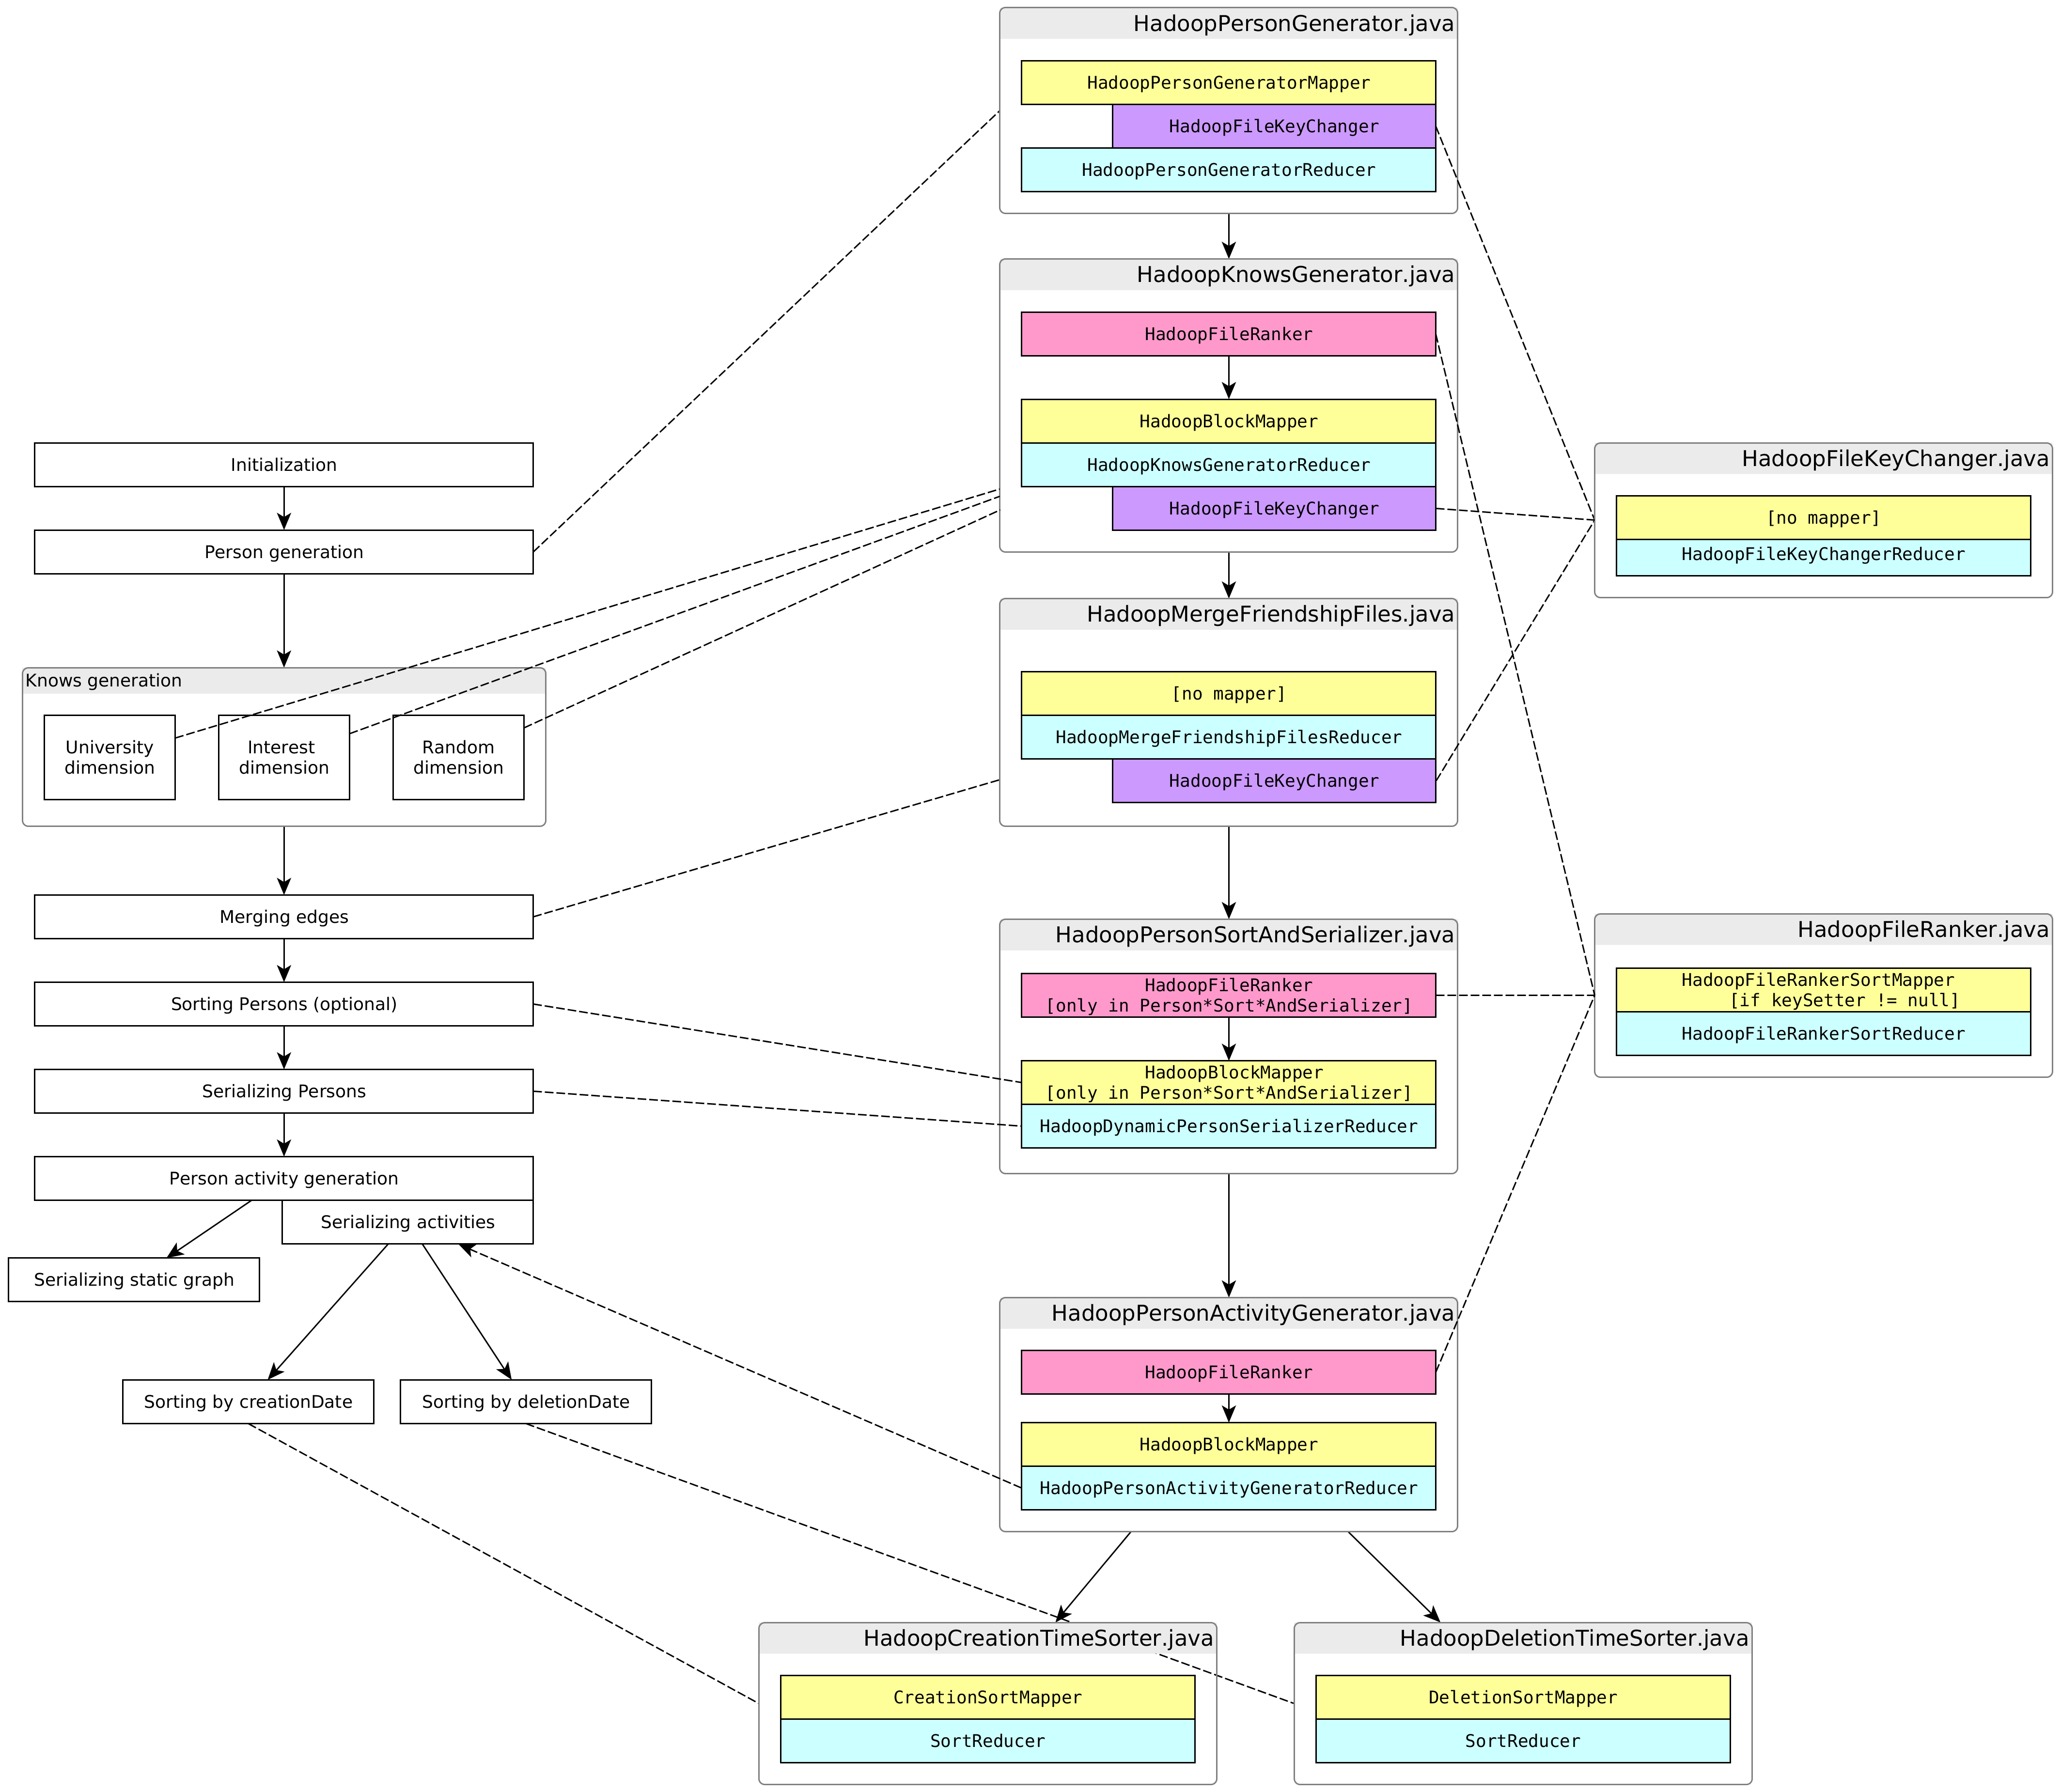 HadoopPersonGenerator.java
HadoopPersonGeneratorMapper
HadoopFileKeyChanger
HadoopPersonGeneratorReducer
HadoopKnowsGenerator.java
HadoopFileRanker
HadoopBlockMapper
HadoopKnowsGeneratorReducer
HadoopFileKeyChanger
HadoopMergeFriendshipFiles.java
[no mapper]
HadoopMergeFriendshipFilesReducer
HadoopFileKeyChanger
HadoopPersonSortAndSerializer.java
HadoopFileRanker
[only in Person*Sort*AndSerializer]
HadoopBlockMapper
[only in Person*Sort*AndSerializer]
HadoopDynamicPersonSerializerReducer
HadoopPersonActivityGenerator.java
HadoopFileRanker
HadoopBlockMapper
HadoopPersonActivityGeneratorReducer
HadoopCreationTimeSorter.java
CreationSortMapper
SortReducer
HadoopDeletionTimeSorter.java
DeletionSortMapper
SortReducer
HadoopFileKeyChanger.java
[no mapper]
HadoopFileKeyChangerReducer
HadoopFileRanker.java
HadoopFileRankerSortMapper
[if keySetter != null]
HadoopFileRankerSortReducer
Initialization
Person generation
Knows generation
University
dimension
Interest
dimension
Random
dimension
Merging edges
Sorting Persons (optional)
Serializing Persons
Person activity generation
Serializing activities
Serializing static graph
Sorting by creationDate
Sorting by deletionDate